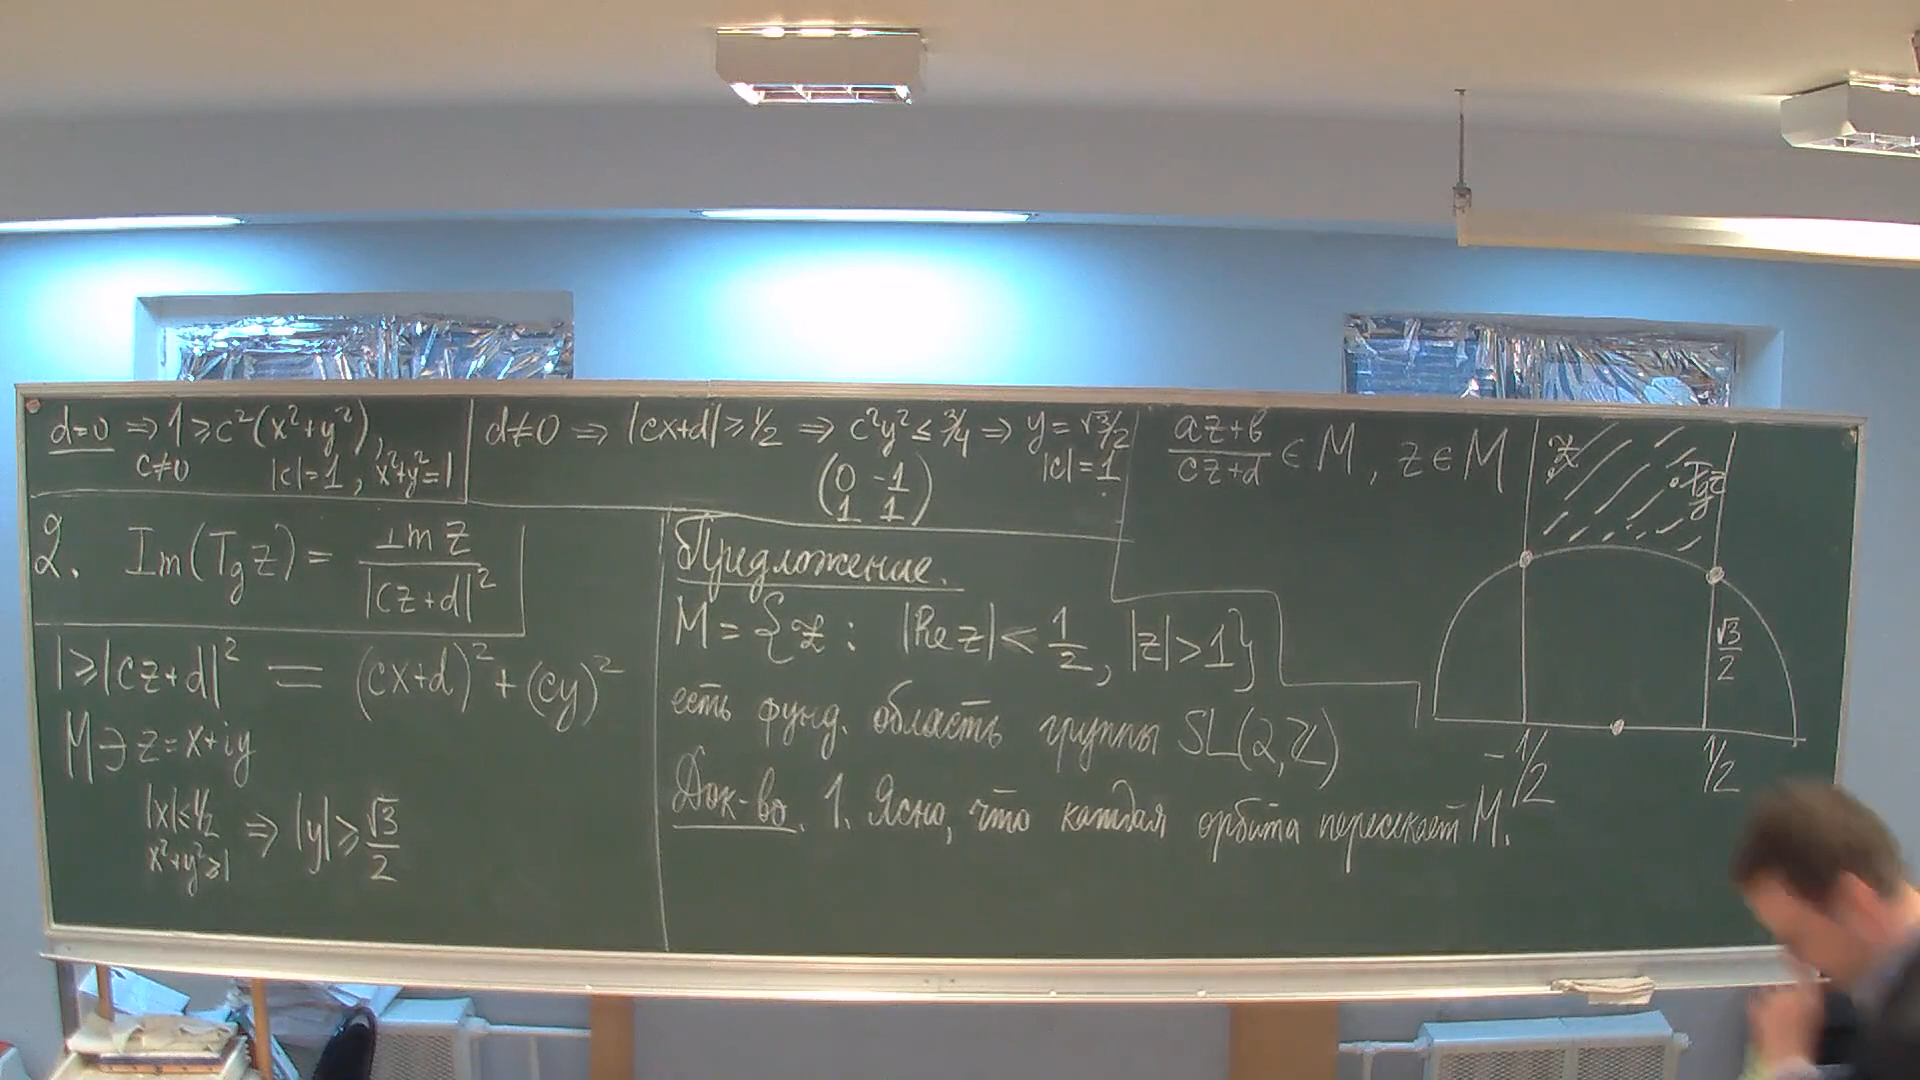 d=0 ⇒ 1 ⩾ c²(x²+y²),
c≠0 |c|=1, x²+y²=1
d≠0 ⇒ |cx+d| ⩾ 1/2 ⇒ c²y² ≤ 3/4 ⇒ y = √3/2
|c|=1
(0 -1
1 1)
az+b / cz+d ∈ M, z ∈ M
2. Im(T_g z) = Im z / |cz+d|²
1 ⩾ |cz+d|² = (cx+d)² + (cy)²
M ∋ z = x+iy
|x| ≤ 1/2
x²+y² ⩾ 1
⇒ |y| ⩾ √3/2
Предложение.
M = {z : |Re z| < 1/2, |z| > 1}
есть фунд. область группы SL(2,ℤ)
Док-во. 1. Ясно, что каждая орбита пересекает M.
z
T_g z
√3/2
-1/2
1/2